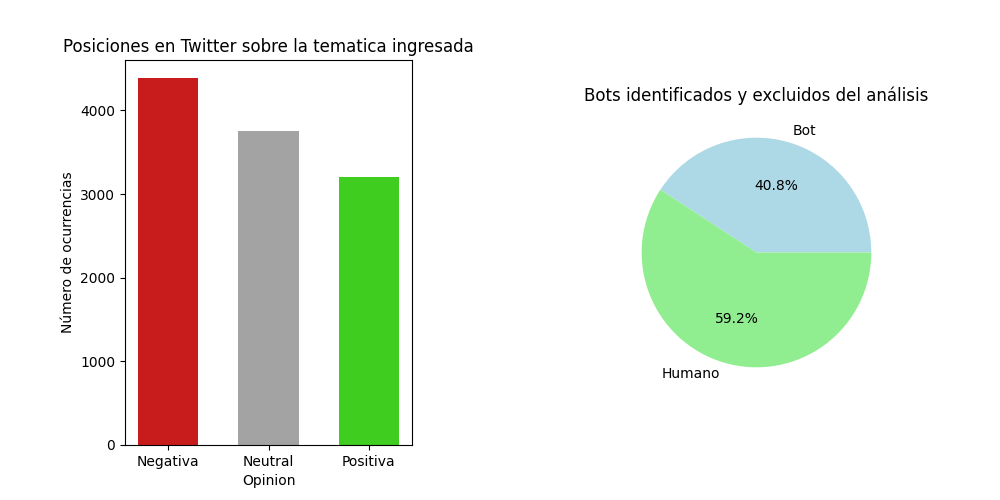 Posiciones en Twitter sobre la tematica ingresada
Número de ocurrencias
4000
3000
2000
1000
0
Negativa
Neutral
Positiva
Opinion
Bots identificados y excluidos del análisis
Bot
40.8%
59.2%
Humano